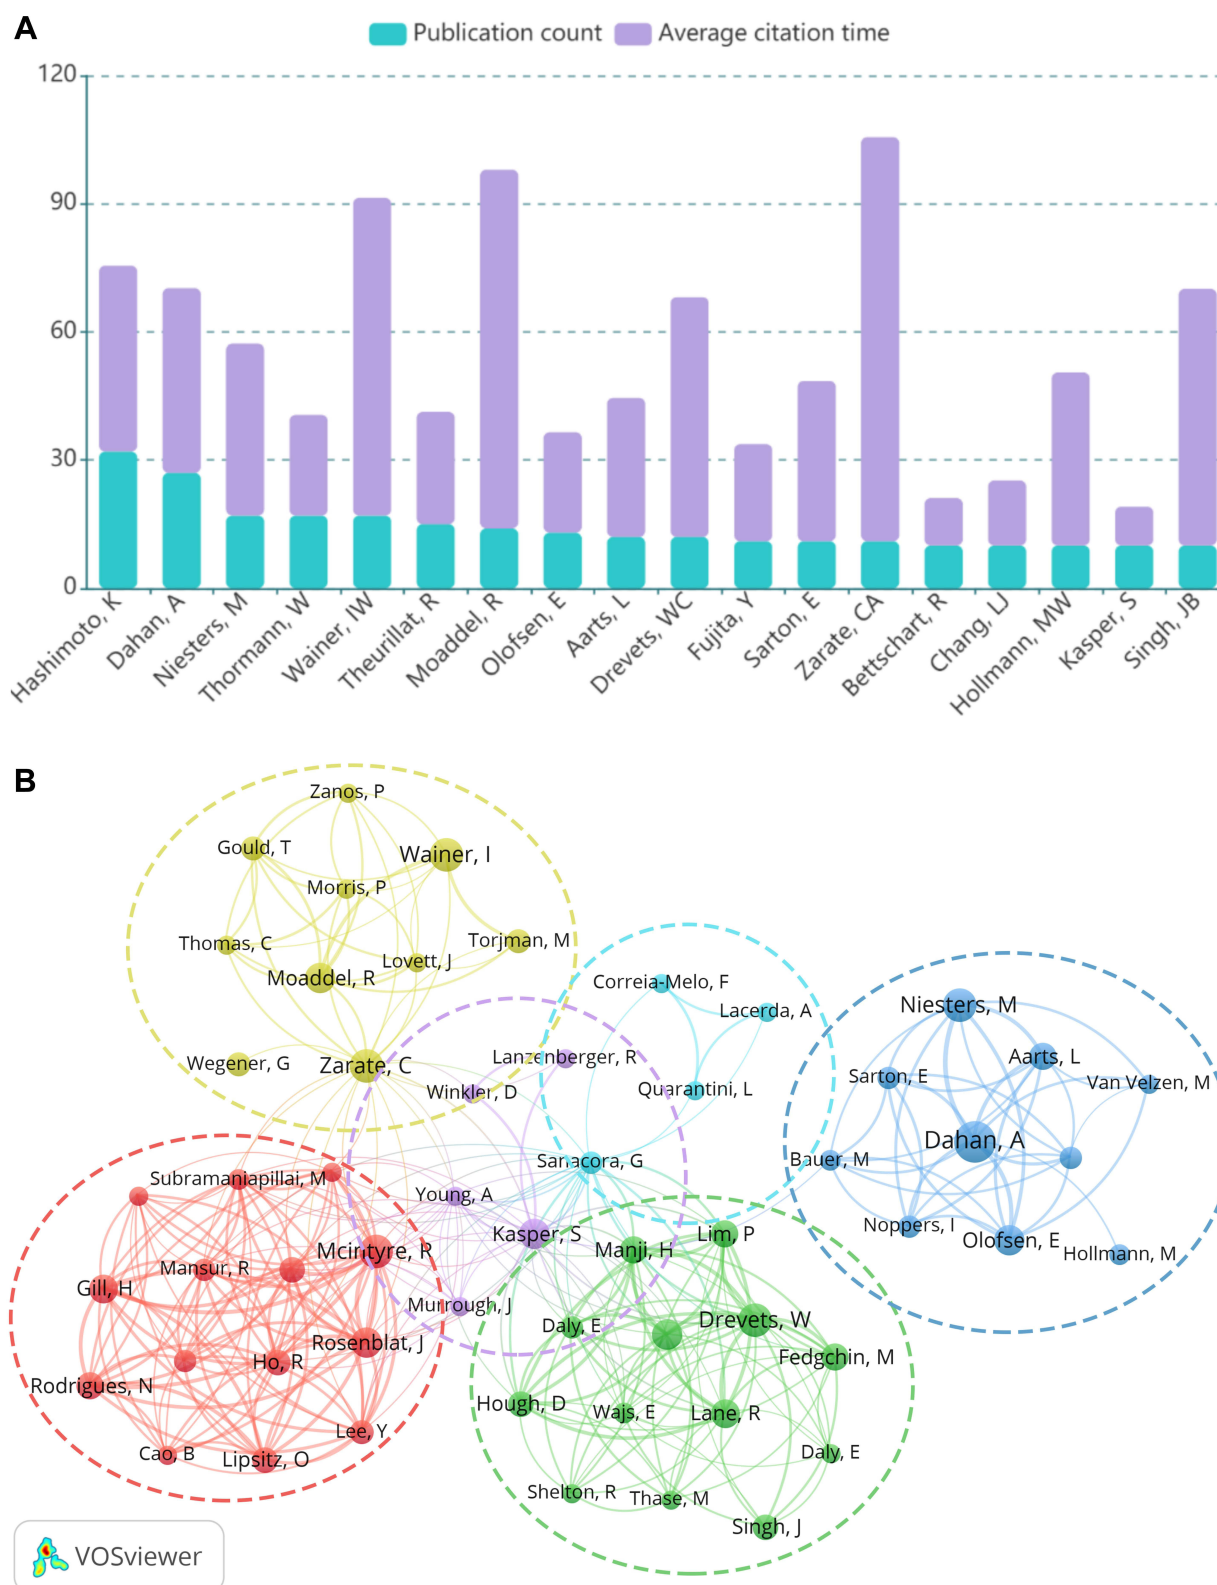 A
Publication count Average citation time
120
90
60
30
0
Hashimoto, K
Dahan, A
Niesters, M
Thormann, W
Wainer, IW
Theurillat, R
Moaddel, R
Olofsen, E
Aarts, L
Drevets, WC
Fujita, Y
Sarton, E
Zarate, CA
Bettschart, R
Chang, LJ
Hollmann, MW
Kasper, S
Singh, JB
B
Zanos, P
Gould, T
Wainer, I
Morris, P
Thomas, C
Torjman, M
Lovett, J
Moaddel, R
Wegener, G
Zarate, C
Correia-Melo, F
Lacerda, A
Lanzenberger, R
Winkler, D
Quarantini, L
Sanacora, G
Young, A
Kasper, S
Murrough, J
Niesters, M
Aarts, L
Sarton, E
Van Velzen, M
Dahan, A
Bauer, M
Noppers, I
Olofsen, E
Hollmann, M
Subramaniapillai, M
Mcintyre, R
Mansur, R
Gill, H
Rosenblat, J
Ho, R
Rodrigues, N
Lee, Y
Cao, B
Lipsitz, O
Lim, P
Manji, H
Daly, E
Drevets, W
Fedgchin, M
Hough, D
Wajs, E
Lane, R
Daly, E
Shelton, R
Thase, M
Singh, J
VOSviewer